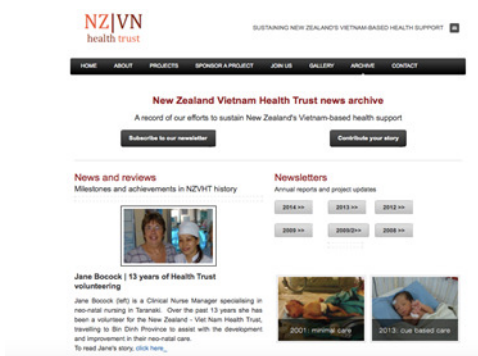 NZ|VN
health trust
SUSTAINING NEW ZEALAND'S VIETNAM-BASED HEALTH SUPPORT
HOME ABOUT PROJECTS SPONSOR A PROJECT JOIN US GALLERY ARCHIVE CONTACT
New Zealand Vietnam Health Trust news archive
A record of our efforts to sustain New Zealand's Vietnam-based health support
Subscribe to our newsletter Contribute your story
News and reviews
Milestones and achievements in NZVHT history
Jane Bocock | 13 years of Health Trust
volunteering
Jane Bocock (left) is a Clinical Nurse Manager specialising in
neo-natal nursing in Taranaki. Over the past 13 years she has
been a volunteer for the New Zealand - Viet Nam Health Trust,
travelling to Bin Dinh Province to assist with the development
and improvement in their neo-natal care.
To read Jane's story, click here_
Newsletters
Annual reports and project updates
2014 >> 2013 >> 2012 >>
2009 >> 2009/2>> 2008 >>
2001: minimal care 2013: cue based care